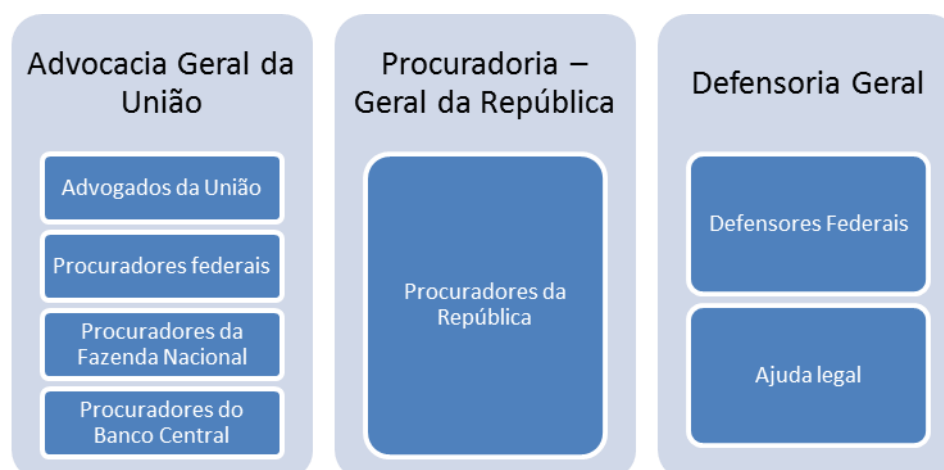 Advocacia Geral da
União
Advogados da União
Procuradores federais
Procuradores da
Fazenda Nacional
Procuradores do
Banco Central
Procuradoria –
Geral da República
Procuradores da
República
Defensoria Geral
Defensores Federais
Ajuda legal